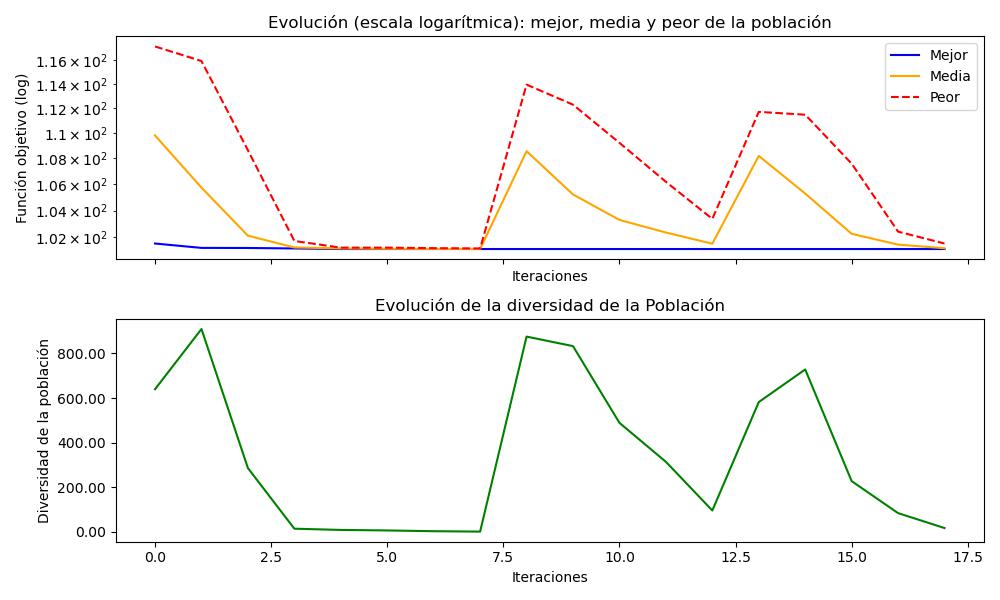 Evolución (escala logarítmica): mejor, media y peor de la población
Función objetivo (log)
1.16 × 10²
1.14 × 10²
1.12 × 10²
1.1 × 10²
1.08 × 10²
1.06 × 10²
1.04 × 10²
1.02 × 10²
Mejor
Media
Peor
Iteraciones
Evolución de la diversidad de la Población
Diversidad de la población
800.00
600.00
400.00
200.00
0.00
0.0 2.5 5.0 7.5 10.0 12.5 15.0 17.5
Iteraciones